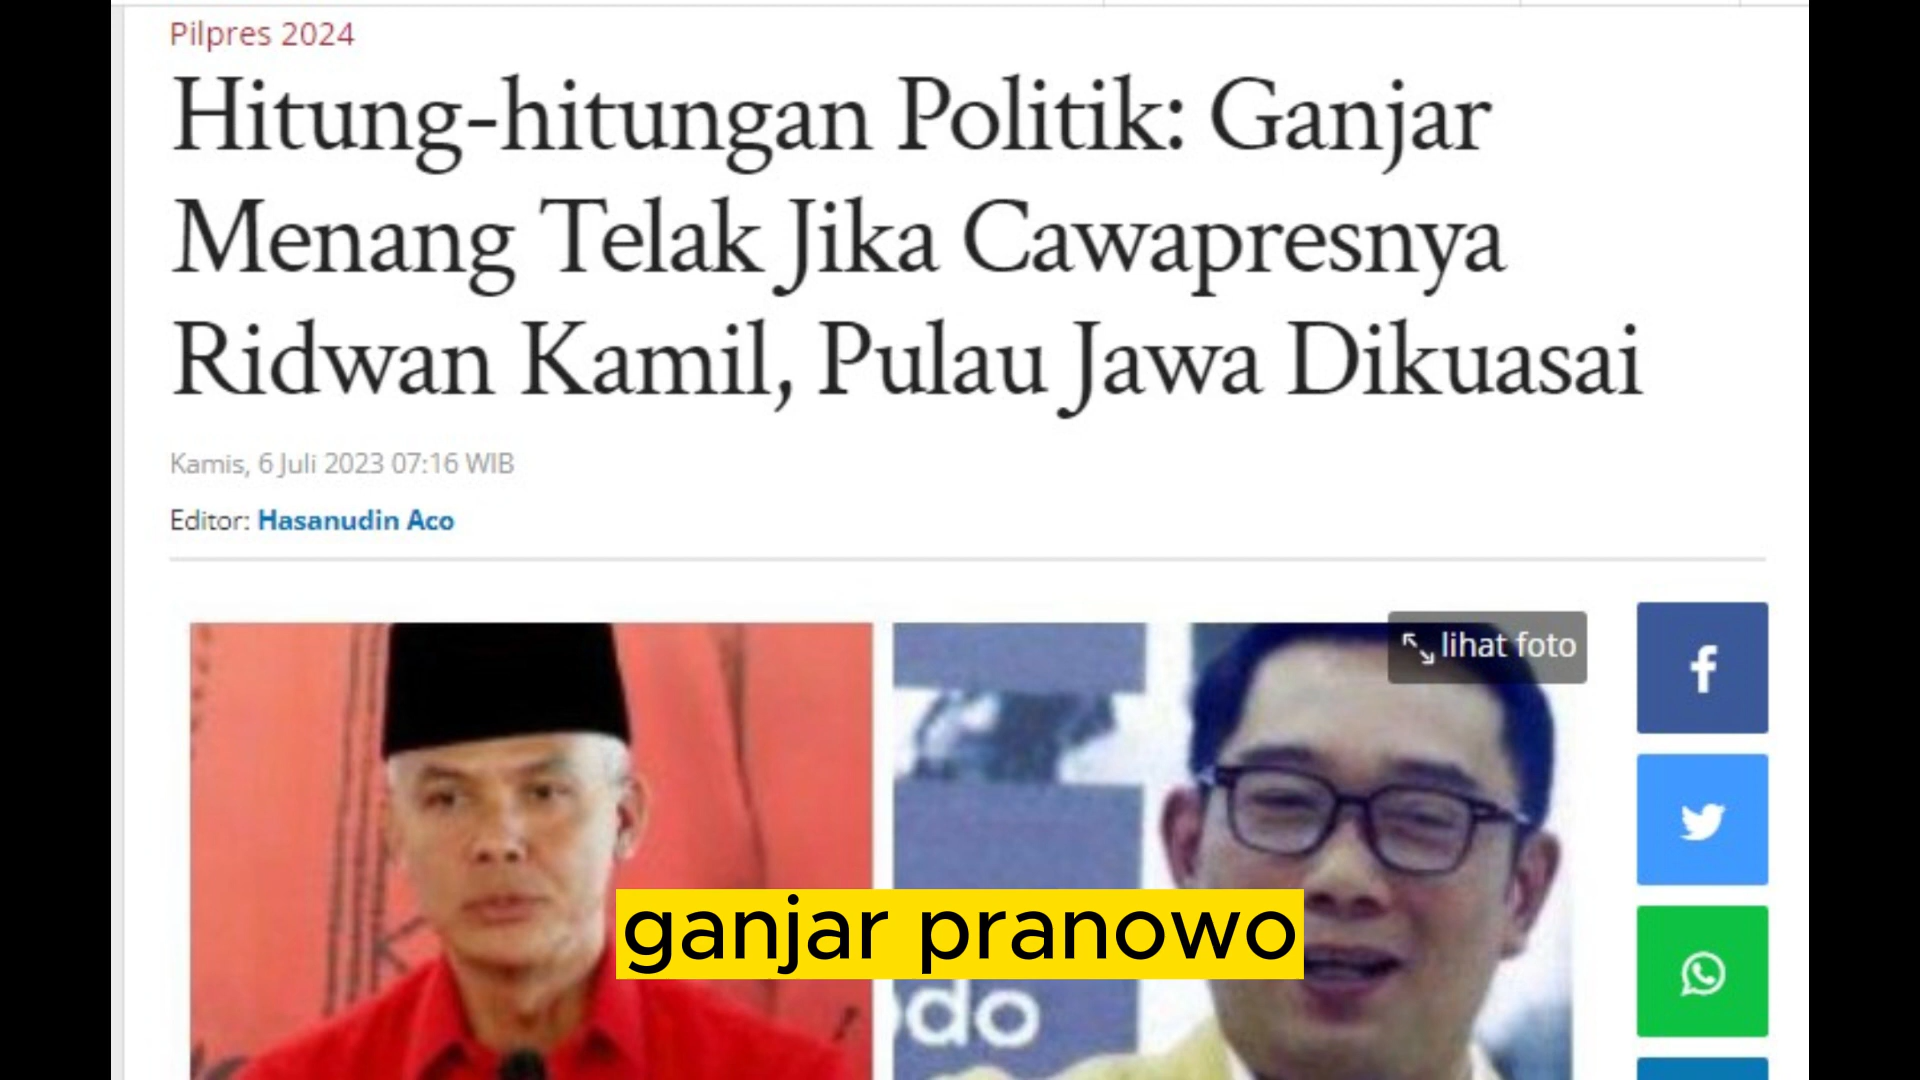 Pilpres 2024
Hitung-hitungan Politik: Ganjar
Menang Telak Jika Cawapresnya
Ridwan Kamil, Pulau Jawa Dikuasai
Kamis, 6 Juli 2023 07:16 WIB
Editor: Hasanudin Aco
lihat foto
ganjar pranowo
do